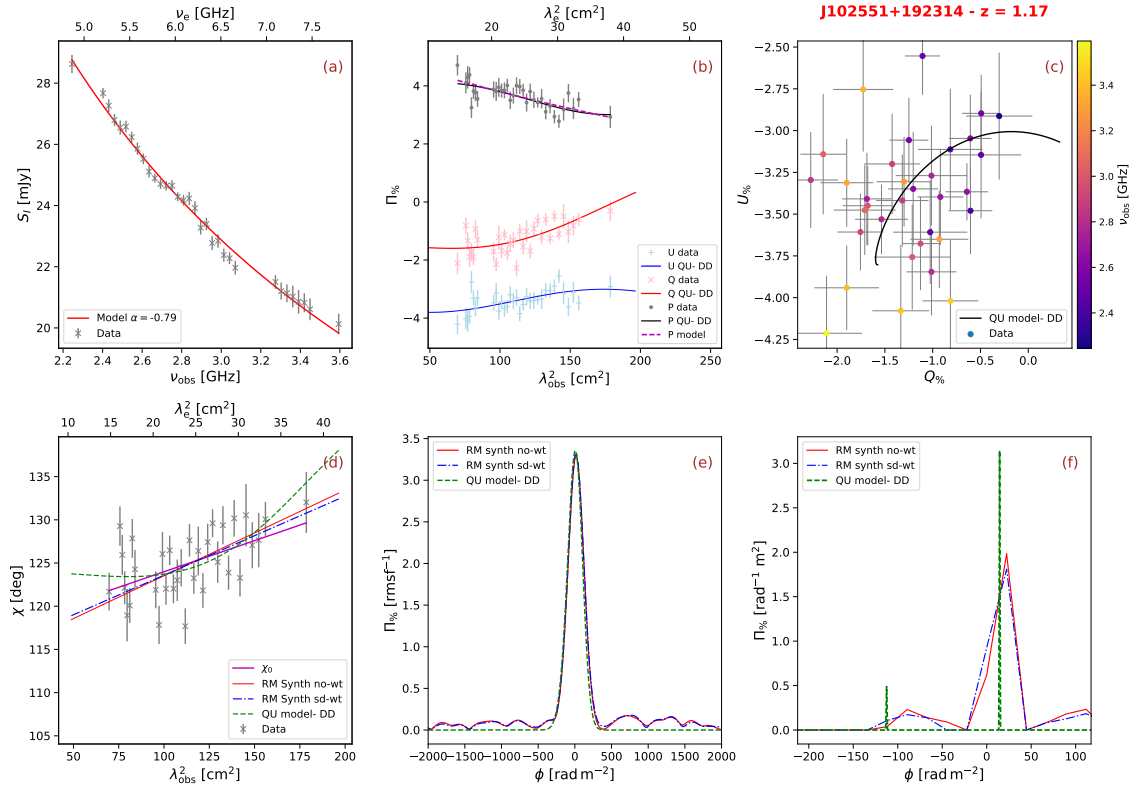 J102551+192314 - z = 1.17
ν_e [GHz]
5.0 5.5 6.0 6.5 7.0 7.5
(a)
28
26
24
22
20
S_I [mJy]
Model α = -0.79
Data
2.2 2.4 2.6 2.8 3.0 3.2 3.4 3.6
ν_obs [GHz]
λ_e^2 [cm^2]
20 30 40 50
(b)
6
4
2
0
−2
−4
Π_%
U data
U QU- DD
Q data
Q QU- DD
P data
P QU- DD
P model
50 100 150 200 250
λ_obs^2 [cm^2]
(c)
−2.50
−2.75
−3.00
−3.25
−3.50
−3.75
−4.00
−4.25
U_%
QU model- DD
Data
−2.0 −1.5 −1.0 −0.5 0.0
Q_%
3.4
3.2
3.0
2.8
2.6
2.4
ν_obs [GHz]
λ_e^2 [cm^2]
10 15 20 25 30 35 40
(d)
135
130
125
120
115
110
105
χ [deg]
χ_0
RM Synth no-wt
RM Synth sd-wt
QU model- DD
Data
50 75 100 125 150 175 200
λ_obs^2 [cm^2]
RM synth no-wt
RM synth sd-wt
QU model- DD
(e)
3.5
3.0
2.5
2.0
1.5
1.0
0.5
0.0
Π_% [rmsf^−1]
−2000 −1500 −1000 −500 0 500 1000 1500 2000
ϕ [rad m^−2]
RM synth no-wt
RM synth sd-wt
QU model- DD
(f)
3.0
2.5
2.0
1.5
1.0
0.5
0.0
Π_% [rad^−1 m^2]
−150 −100 −50 0 50 100
ϕ [rad m^−2]